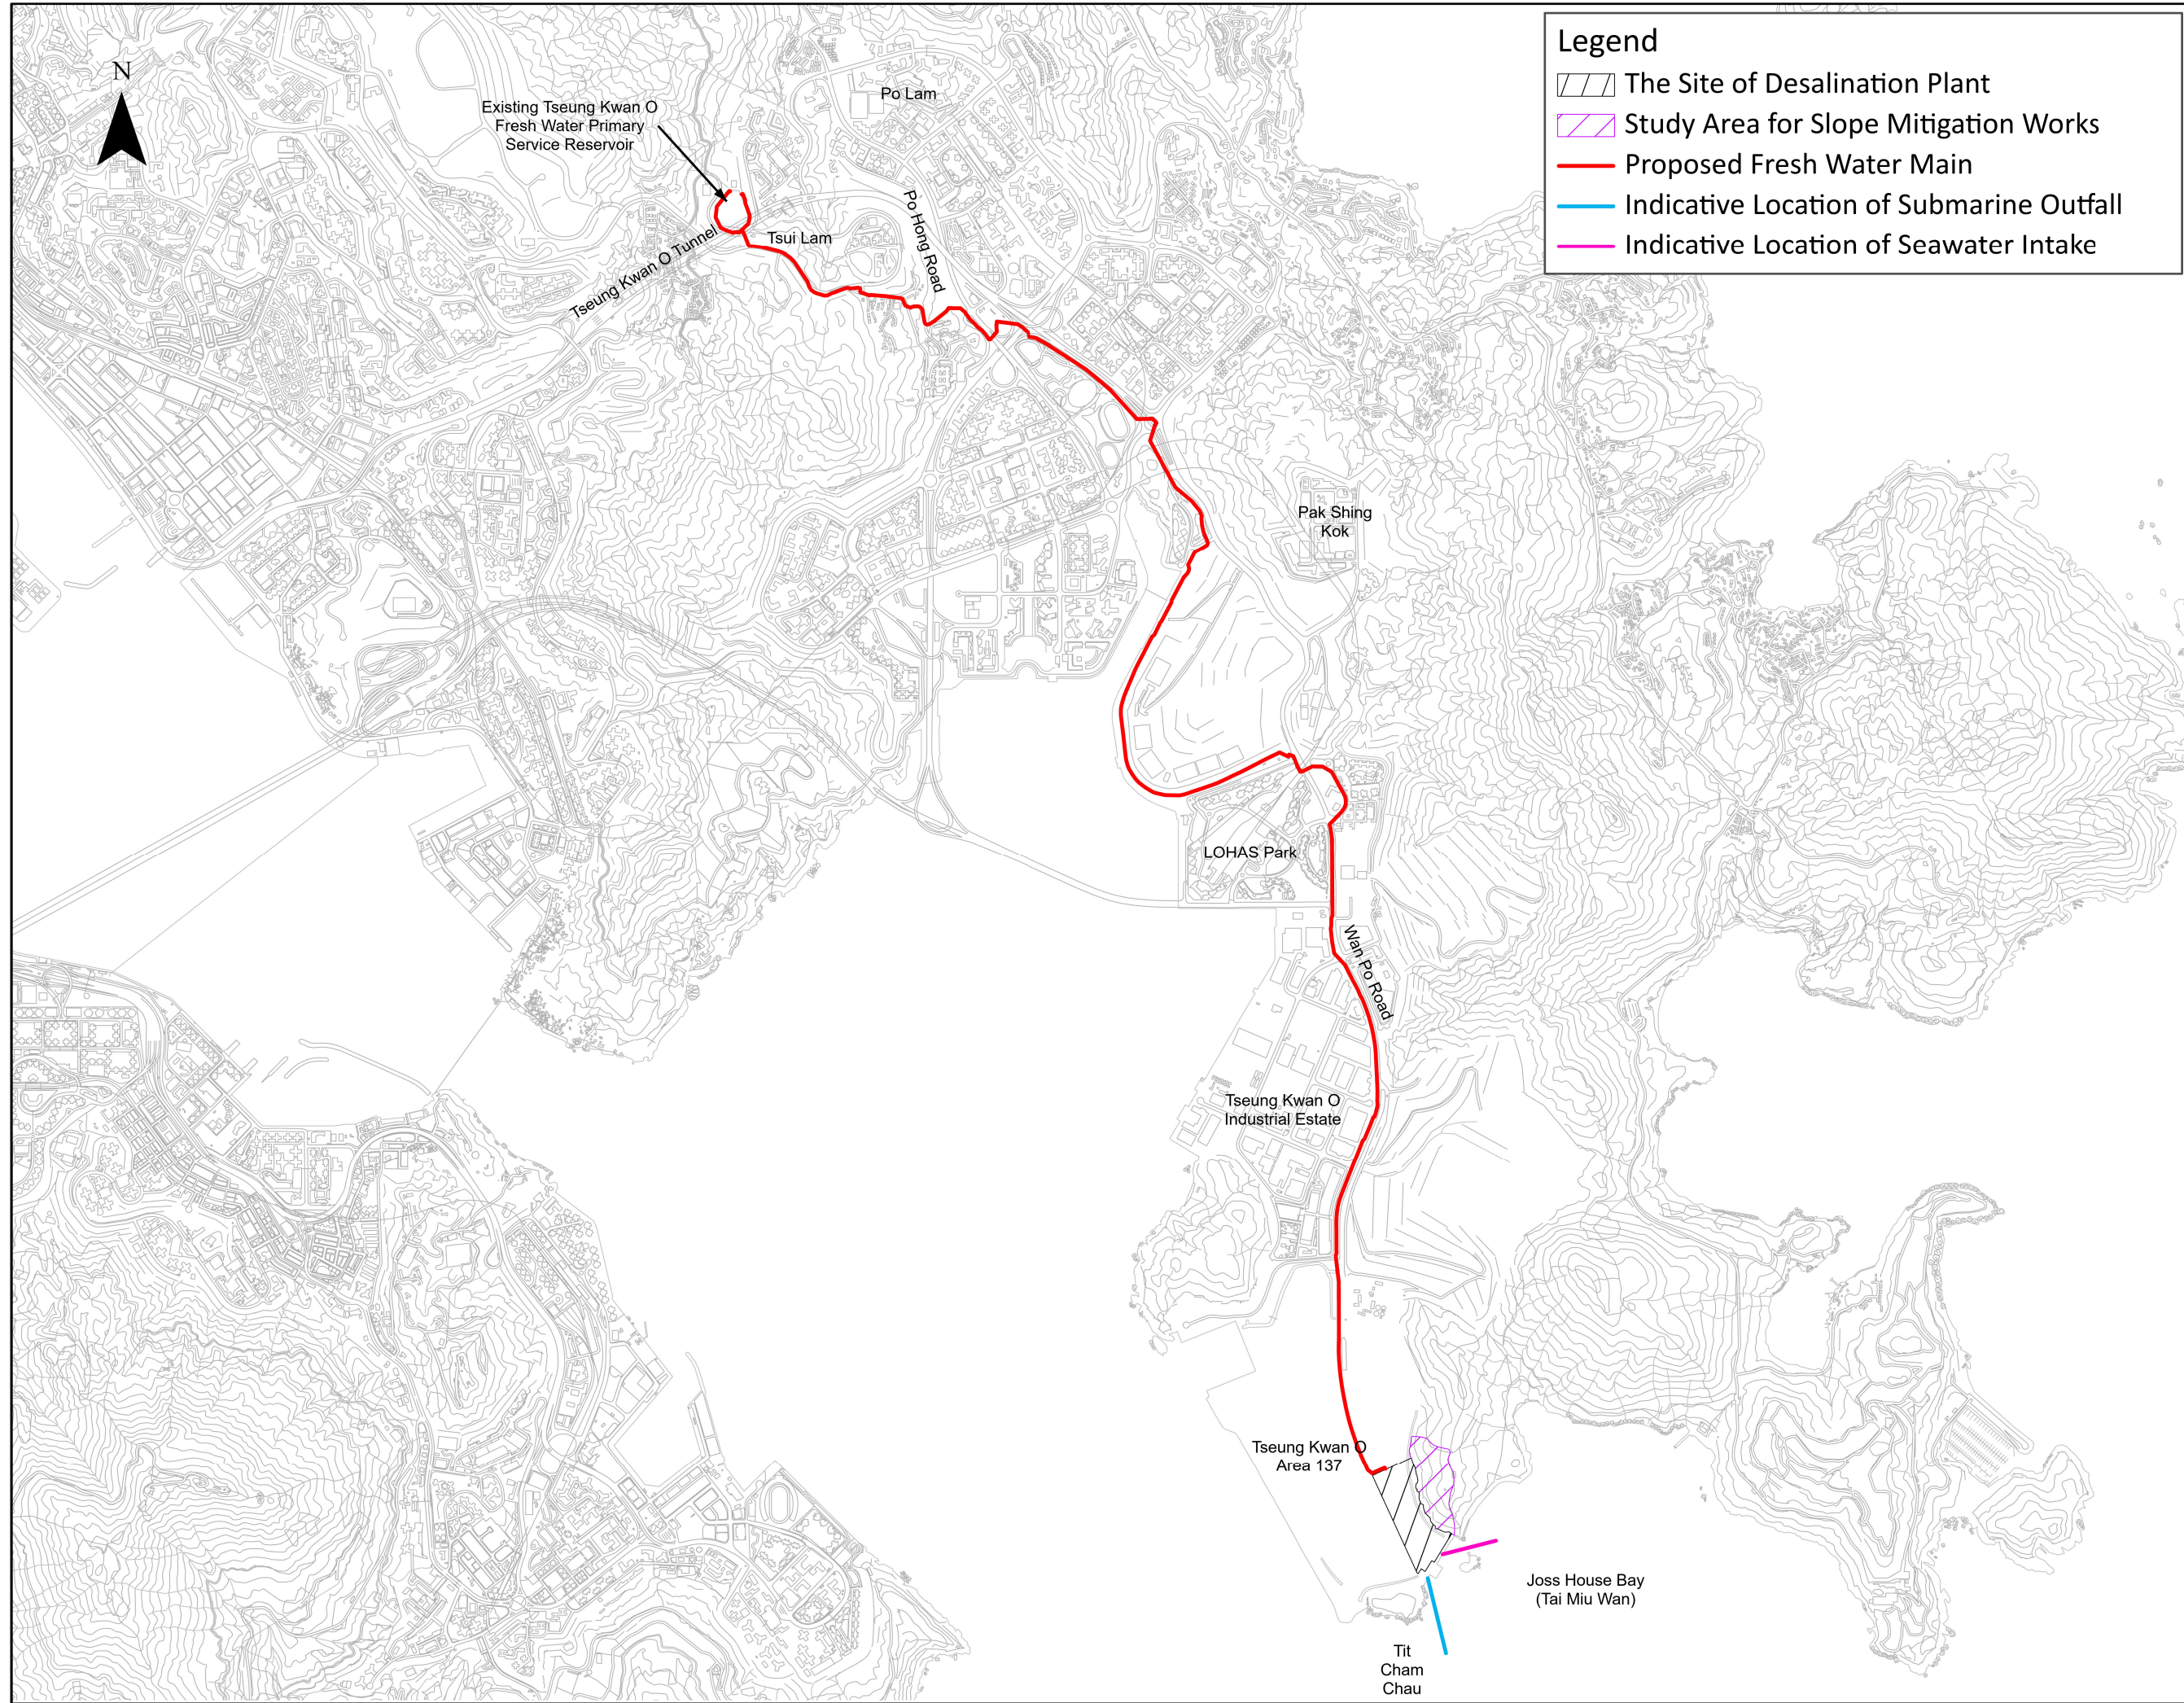 Legend
The Site of Desalination Plant
Study Area for Slope Mitigation Works
Proposed Fresh Water Main
Indicative Location of Submarine Outfall
Indicative Location of Seawater Intake
N
Existing Tseung Kwan O
Fresh Water Primary
Service Reservoir
Po Lam
Po Hong Road
Tsui Lam
Tseung Kwan O Tunnel
Pak Shing
Kok
LOHAS Park
Wan Po Road
Tseung Kwan O
Industrial Estate
Tseung Kwan O
Area 137
Joss House Bay
(Tai Miu Wan)
Tit
Cham
Chau